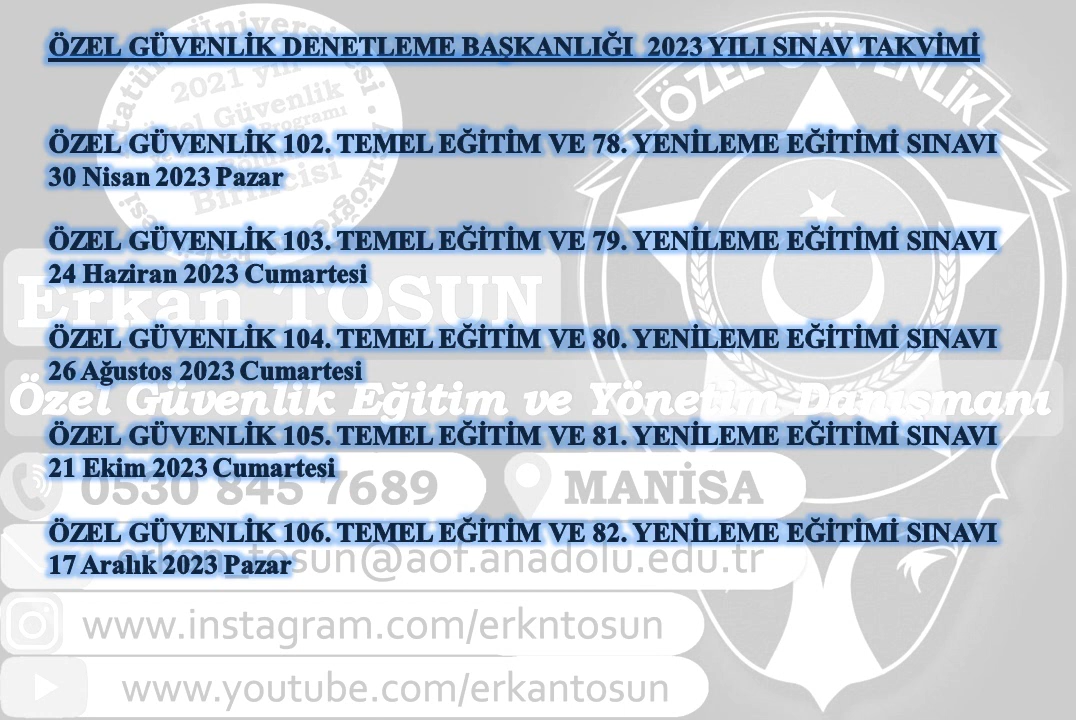 ÖZEL GÜVENLİK DENETLEME BAŞKANLIĞI 2023 YILI SINAV TAKVİMİ
ÖZEL GÜVENLİK 102. TEMEL EĞİTİM VE 78. YENİLEME EĞİTİMİ SINAVI
30 Nisan 2023 Pazar
ÖZEL GÜVENLİK 103. TEMEL EĞİTİM VE 79. YENİLEME EĞİTİMİ SINAVI
24 Haziran 2023 Cumartesi
ÖZEL GÜVENLİK 104. TEMEL EĞİTİM VE 80. YENİLEME EĞİTİMİ SINAVI
26 Ağustos 2023 Cumartesi
ÖZEL GÜVENLİK 105. TEMEL EĞİTİM VE 81. YENİLEME EĞİTİMİ SINAVI
21 Ekim 2023 Cumartesi
ÖZEL GÜVENLİK 106. TEMEL EĞİTİM VE 82. YENİLEME EĞİTİMİ SINAVI
17 Aralık 2023 Pazar
2021 yılı
Özel Güvenlik
Programı
Birincisi
ÖZEL GÜVENLİK
Erkan TOSUN
Özel Güvenlik Eğitim ve Yönetim Danışmanı
0530 845 7689
MANİSA
erkan_tosun@aof.anadolu.edu.tr
www.instagram.com/erkntosun
www.youtube.com/erkantosun